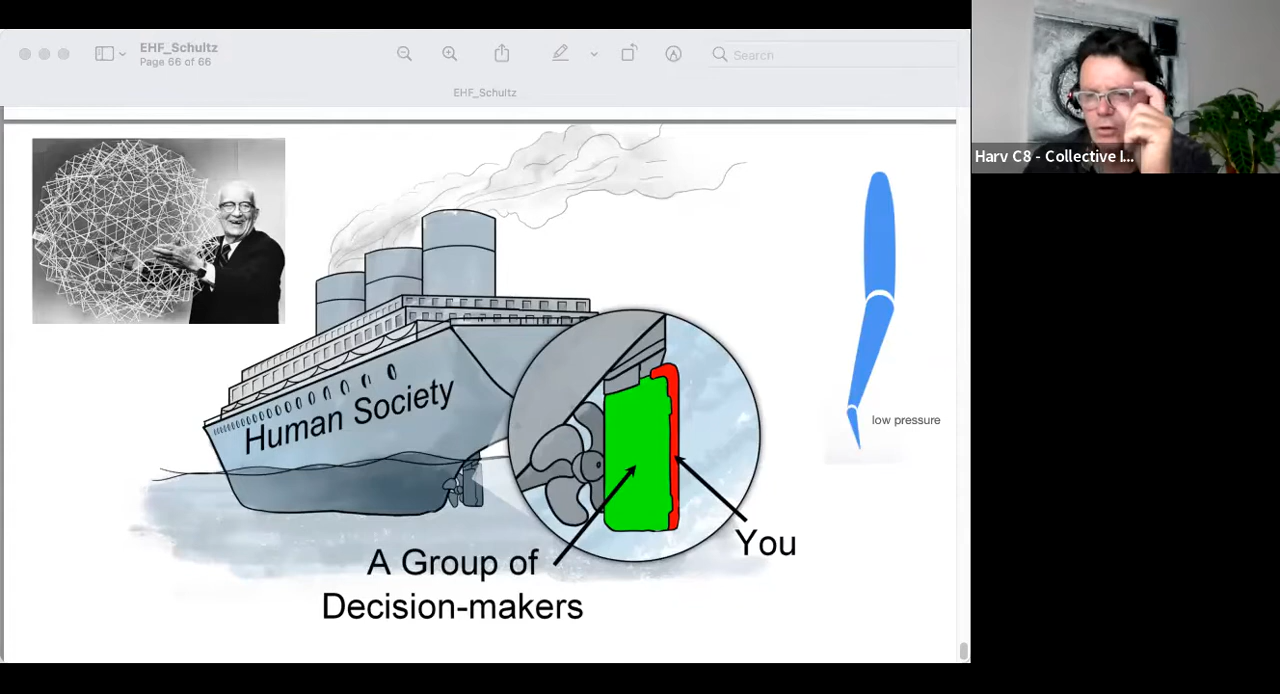 EHF_Schultz
Page 66 of 66
Search
EHF_Schultz
Harv C8 - Collective I...
Human Society
low pressure
You
A Group of
Decision-makers